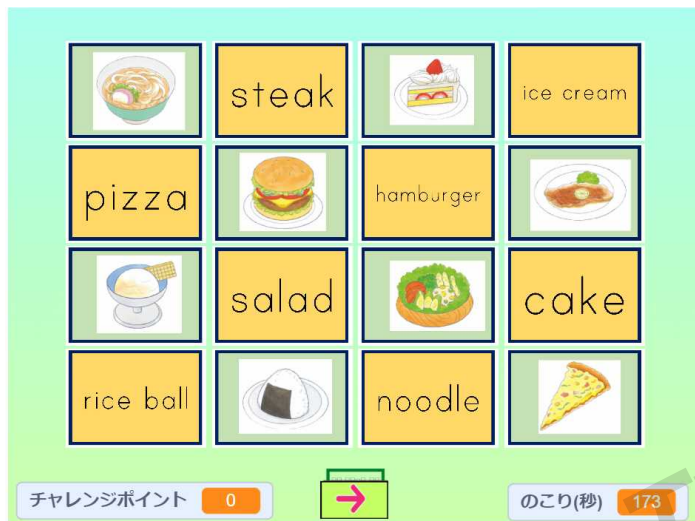 steak
ice cream
pizza
hamburger
salad
cake
rice ball
noodle
チャレンジポイント 0
のこり(秒) 173